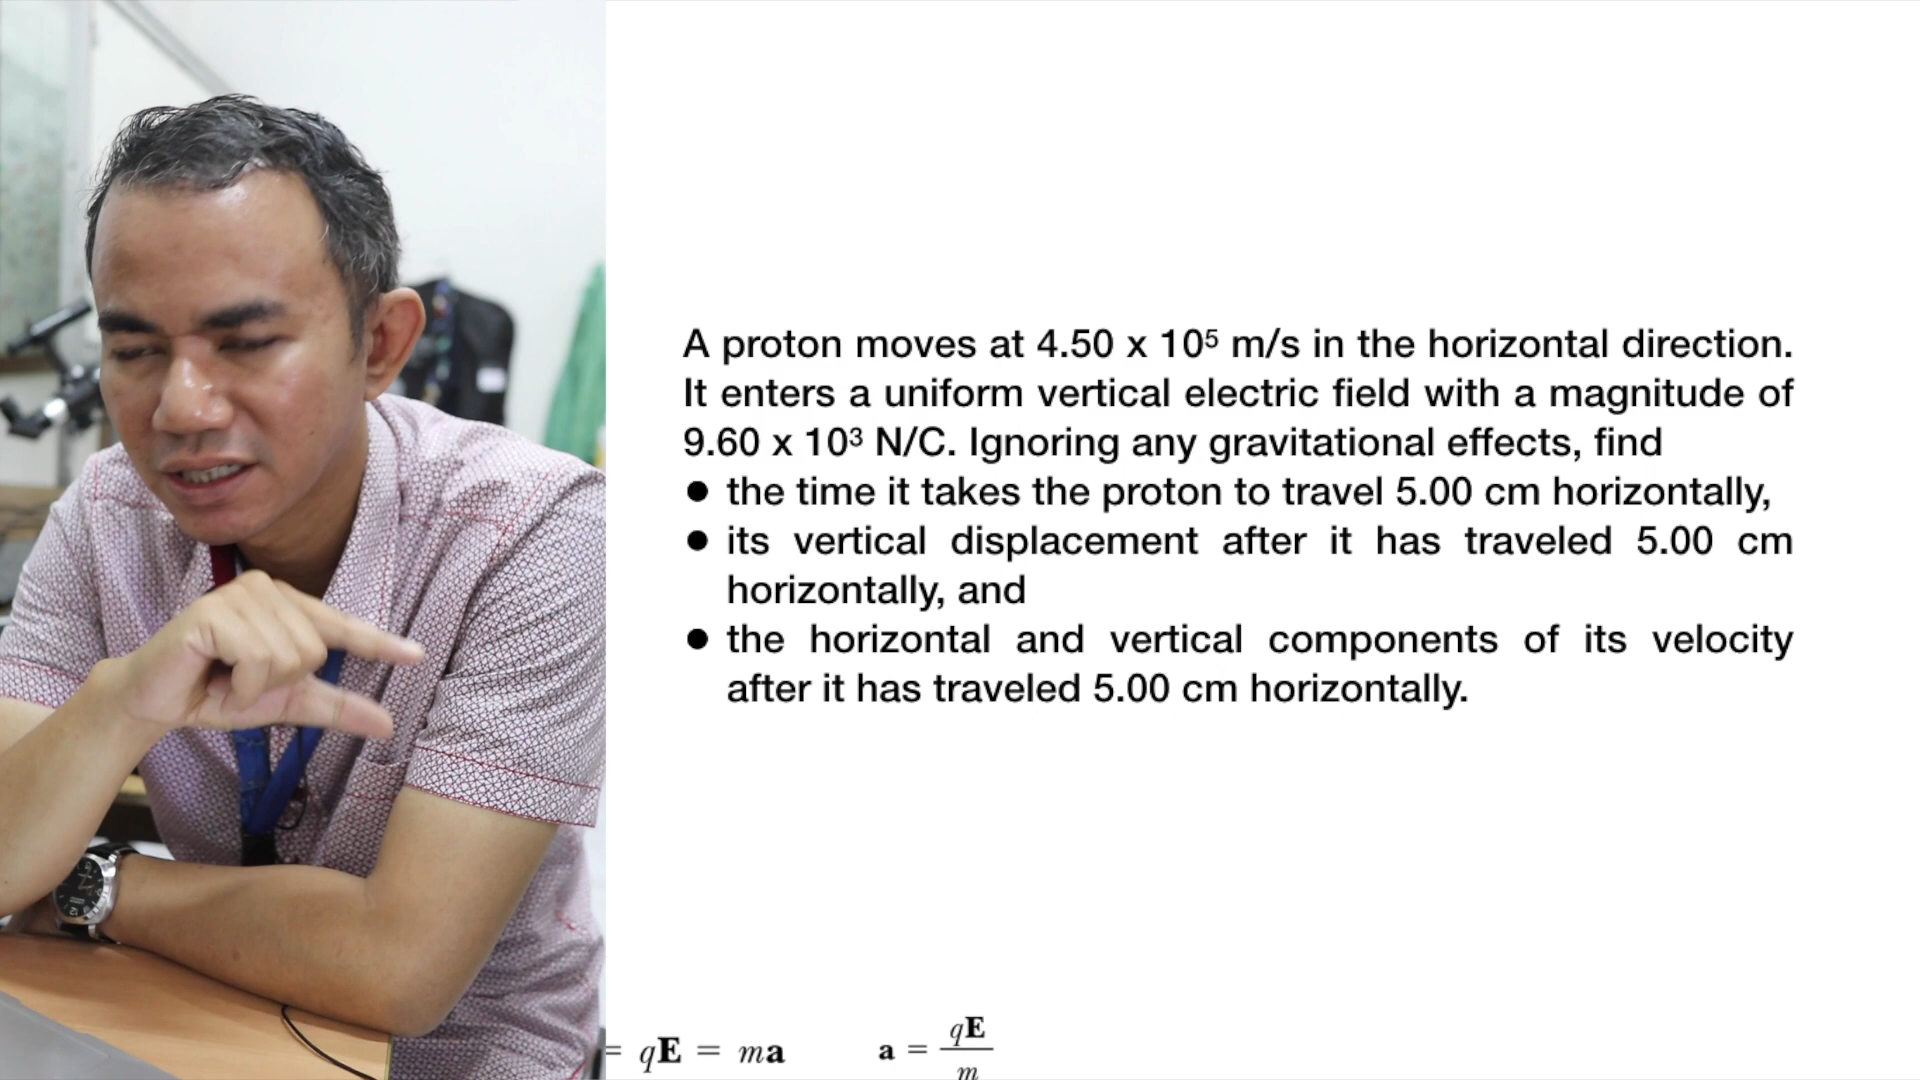 A proton moves at 4.50 x 10⁵ m/s in the horizontal direction.
It enters a uniform vertical electric field with a magnitude of
9.60 x 10³ N/C. Ignoring any gravitational effects, find
● the time it takes the proton to travel 5.00 cm horizontally,
● its vertical displacement after it has traveled 5.00 cm
horizontally, and
● the horizontal and vertical components of its velocity
after it has traveled 5.00 cm horizontally.
= qE = ma a = qE/m